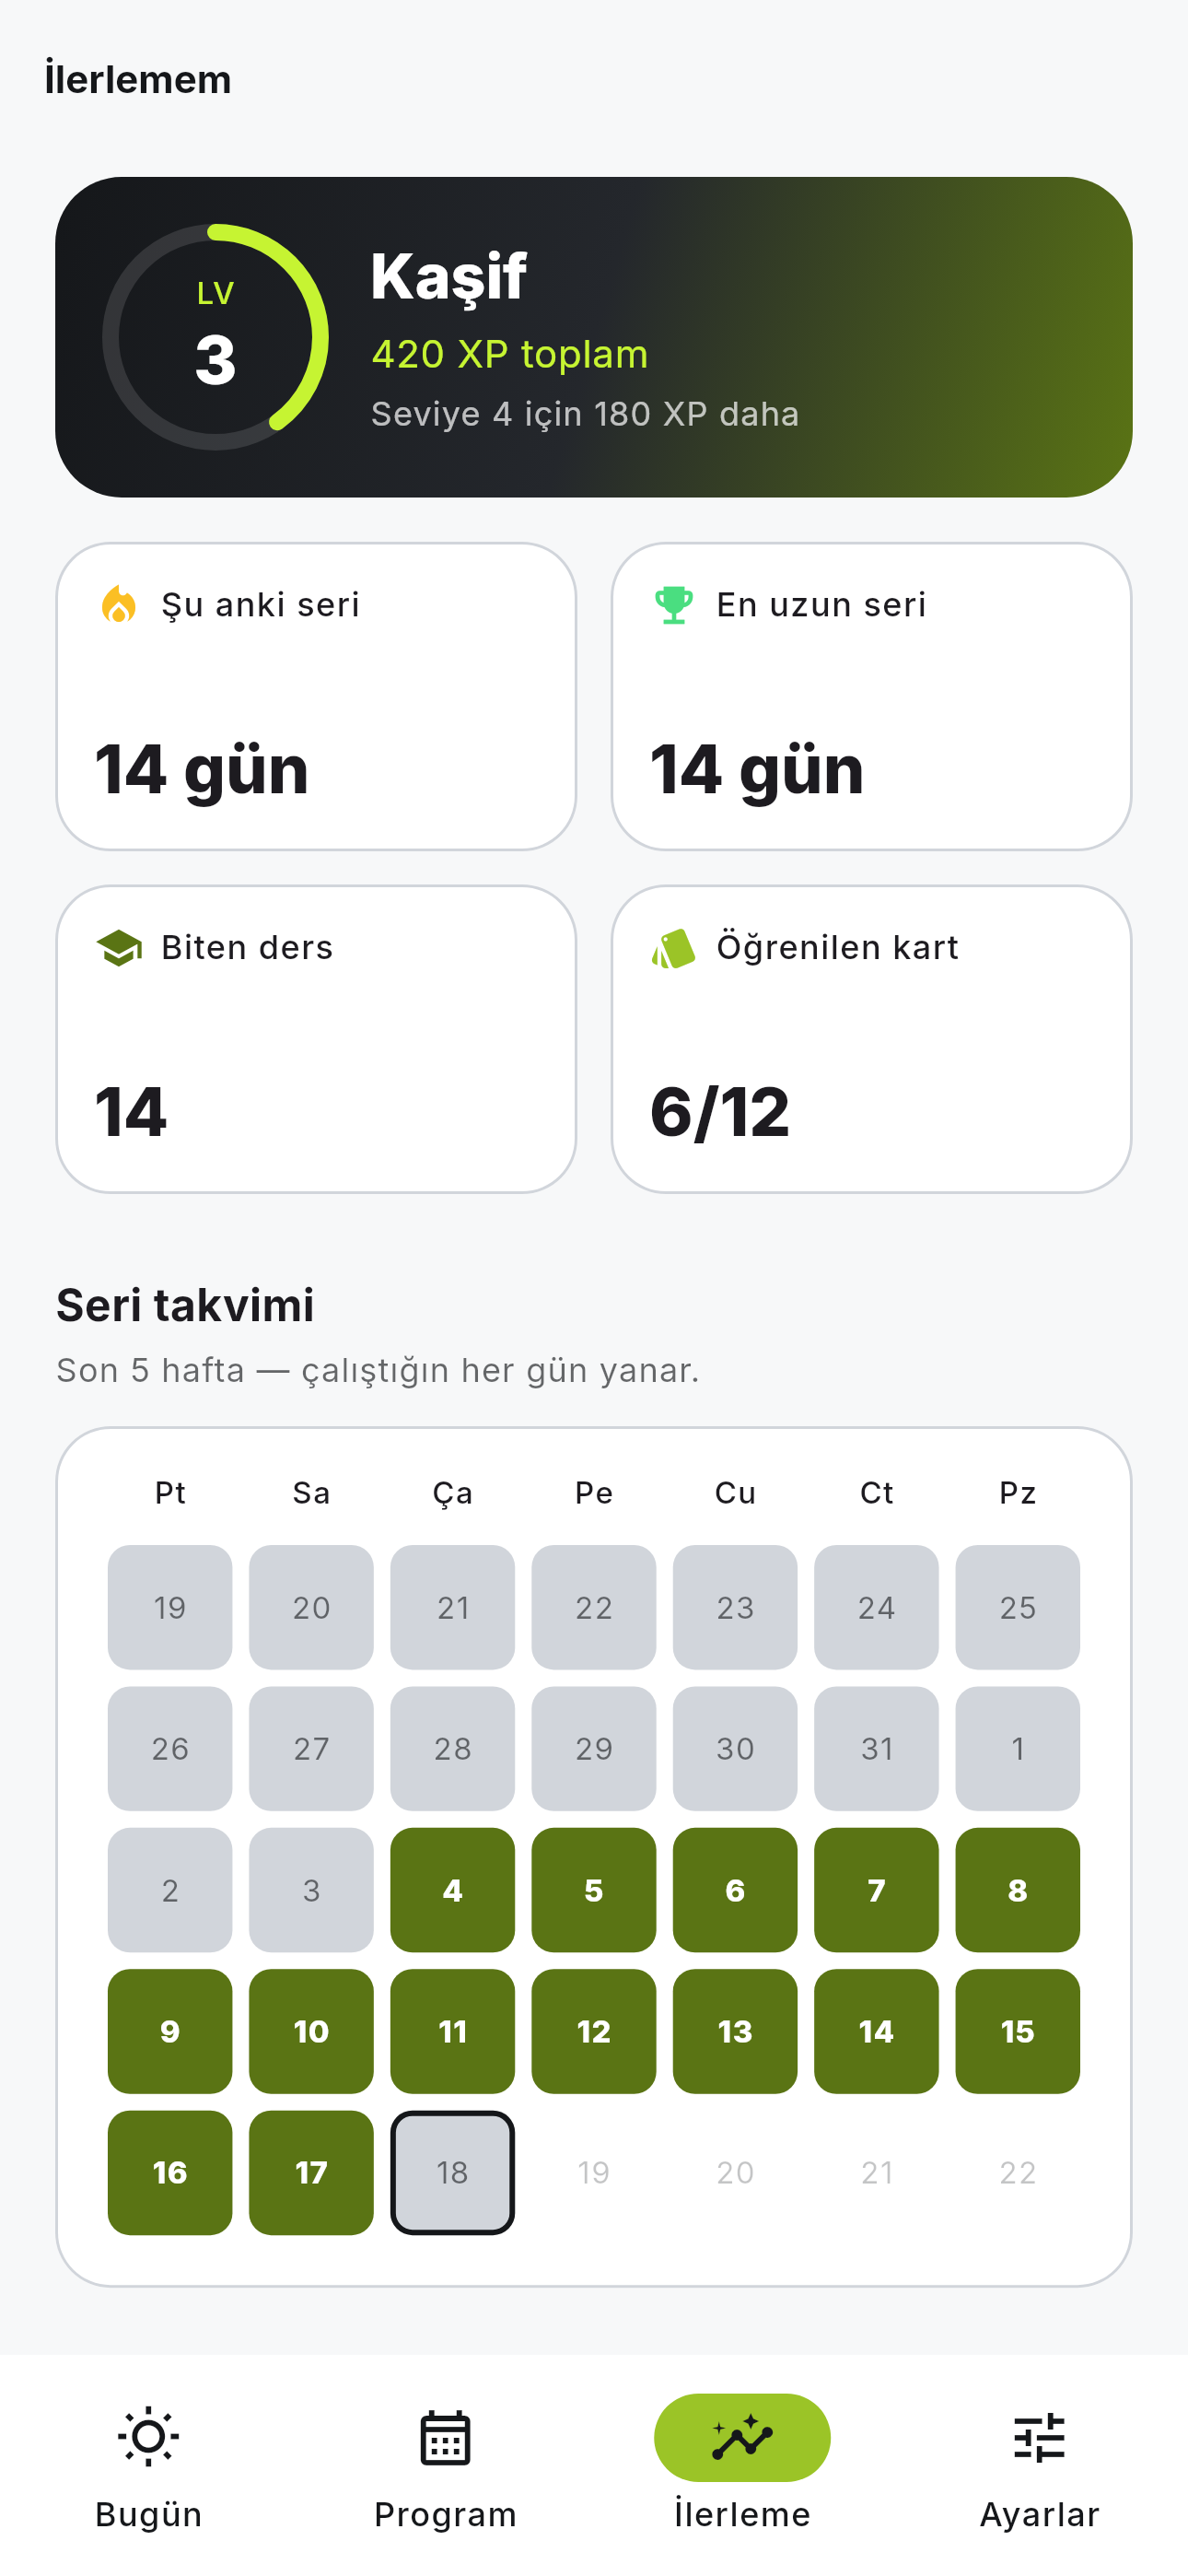 İlerlemem
LV
3
Kaşif
420 XP toplam
Seviye 4 için 180 XP daha
Şu anki seri
14 gün
En uzun seri
14 gün
Biten ders
14
Öğrenilen kart
6/12
Seri takvimi
Son 5 hafta — çalıştığın her gün yanar.
Pt Sa Ça Pe Cu Ct Pz
19 20 21 22 23 24 25
26 27 28 29 30 31 1
2 3 4 5 6 7 8
9 10 11 12 13 14 15
16 17 18 19 20 21 22
Bugün Program İlerleme Ayarlar